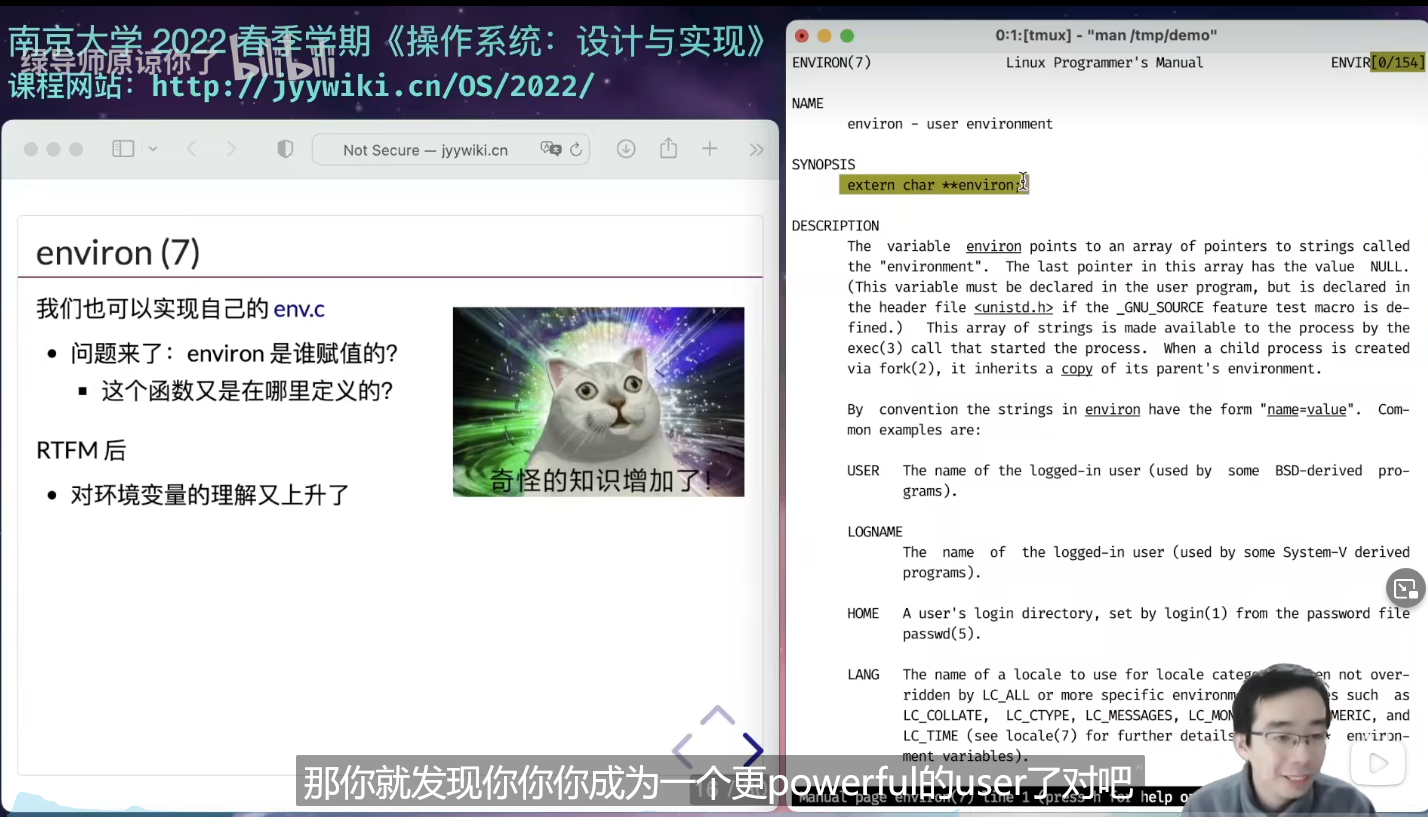 南京大学 2022 春季学期《操作系统：设计与实现》
绿导师原谅你了 bilibili
课程网站：http://jyywiki.cn/OS/2022/
Not Secure — jyywiki.cn
environ (7)
我们也可以实现自己的 env.c
问题来了：environ 是谁赋值的？
这个函数又是在哪里定义的？
RTFM 后
对环境变量的理解又上升了
奇怪的知识增加了！
0:1:[tmux] - "man /tmp/demo"
ENVIRON(7) Linux Programmer's Manual ENVIR[0/154]
NAME
environ - user environment
SYNOPSIS
extern char **environ;
DESCRIPTION
The variable environ points to an array of pointers to strings called
the "environment". The last pointer in this array has the value NULL.
(This variable must be declared in the user program, but is declared in
the header file <unistd.h> if the _GNU_SOURCE feature test macro is de-
fined.) This array of strings is made available to the process by the
exec(3) call that started the process. When a child process is created
via fork(2), it inherits a copy of its parent's environment.
By convention the strings in environ have the form "name=value". Com-
mon examples are:
USER The name of the logged-in user (used by some BSD-derived pro-
grams).
LOGNAME
The name of the logged-in user (used by some System-V derived
programs).
HOME A user's login directory, set by login(1) from the password file
passwd(5).
LANG The name of a locale to use for locale categ en not over-
ridden by LC_ALL or more specific environm es such as
LC_COLLATE, LC_CTYPE, LC_MESSAGES, LC_MON MERIC, and
LC_TIME (see locale(7) for further details environ-
ment variables).
Manual page environ(7) line 1 (press h for help o
那你就发现你你你成为一个更powerful的user了对吧